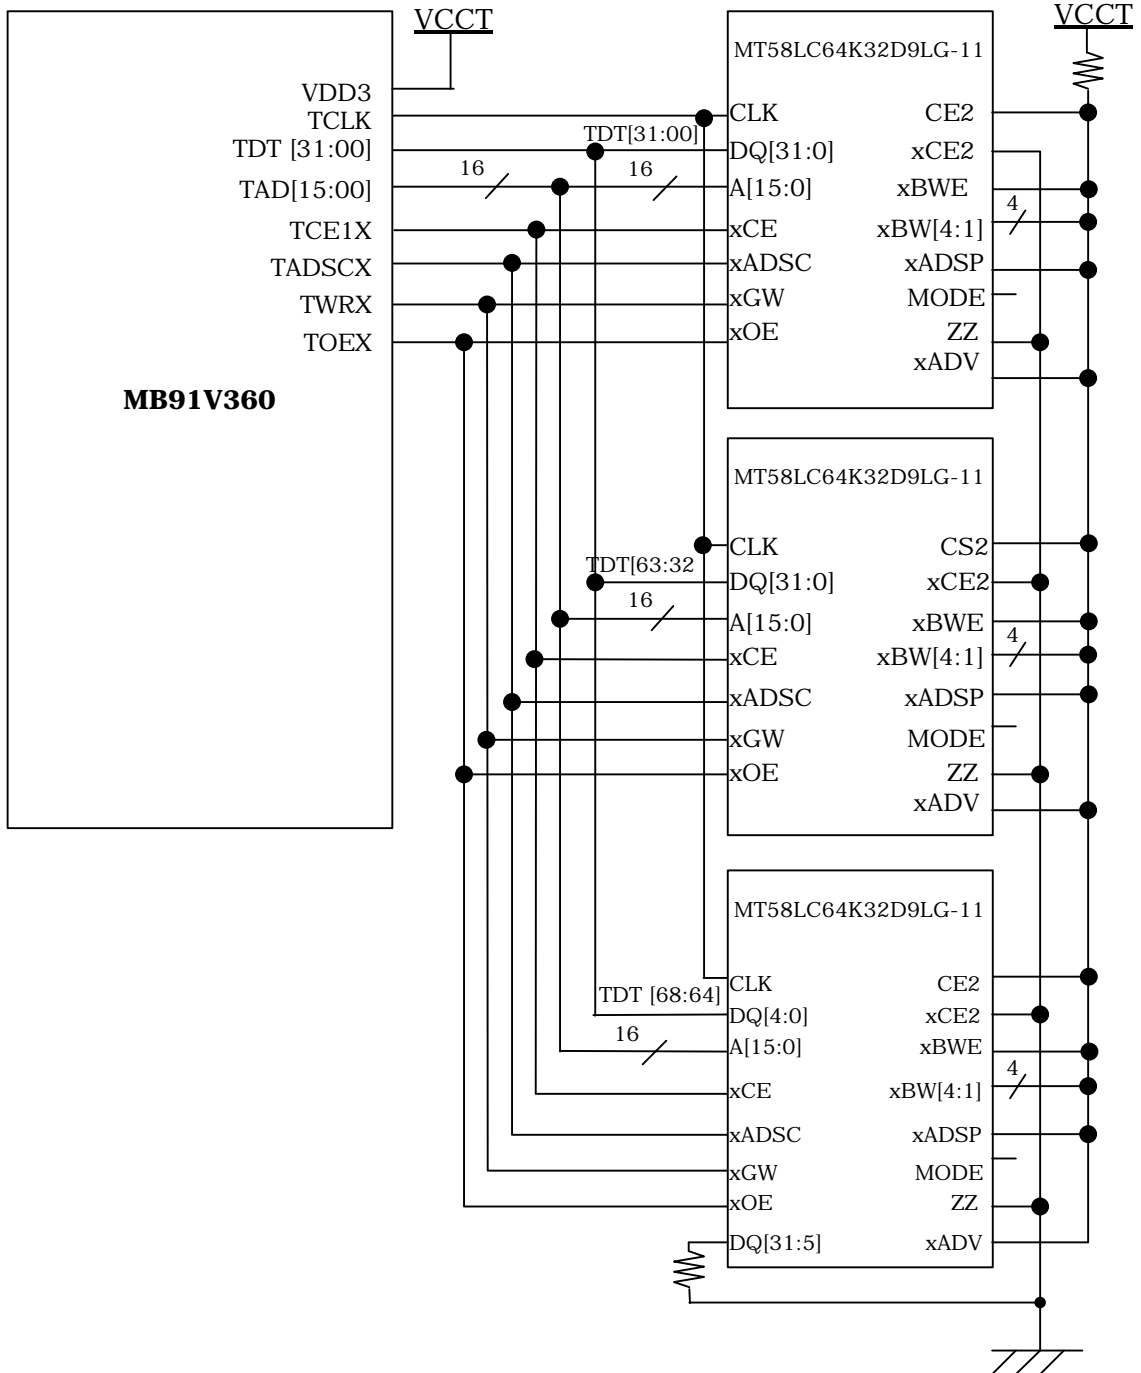 VCCT
VCCT
VDD3
TCLK
TDT [31:00]
TAD[15:00]
TCE1X
TADSCX
TWRX
TOEX
MB91V360
TDT[31:00]
16
16
MT58LC64K32D9LG-11
CLK
DQ[31:0]
A[15:0]
xCE
xADSC
xGW
xOE
CE2
xCE2
xBWE
xBW[4:1]
4
xADSP
MODE
ZZ
xADV
TDT[63:32
16
MT58LC64K32D9LG-11
CLK
DQ[31:0]
A[15:0]
xCE
xADSC
xGW
xOE
CS2
xCE2
xBWE
xBW[4:1]
4
xADSP
MODE
ZZ
xADV
TDT [68:64]
16
MT58LC64K32D9LG-11
CLK
DQ[4:0]
A[15:0]
xCE
xADSC
xGW
xOE
DQ[31:5]
CE2
xCE2
xBWE
xBW[4:1]
4
xADSP
MODE
ZZ
xADV